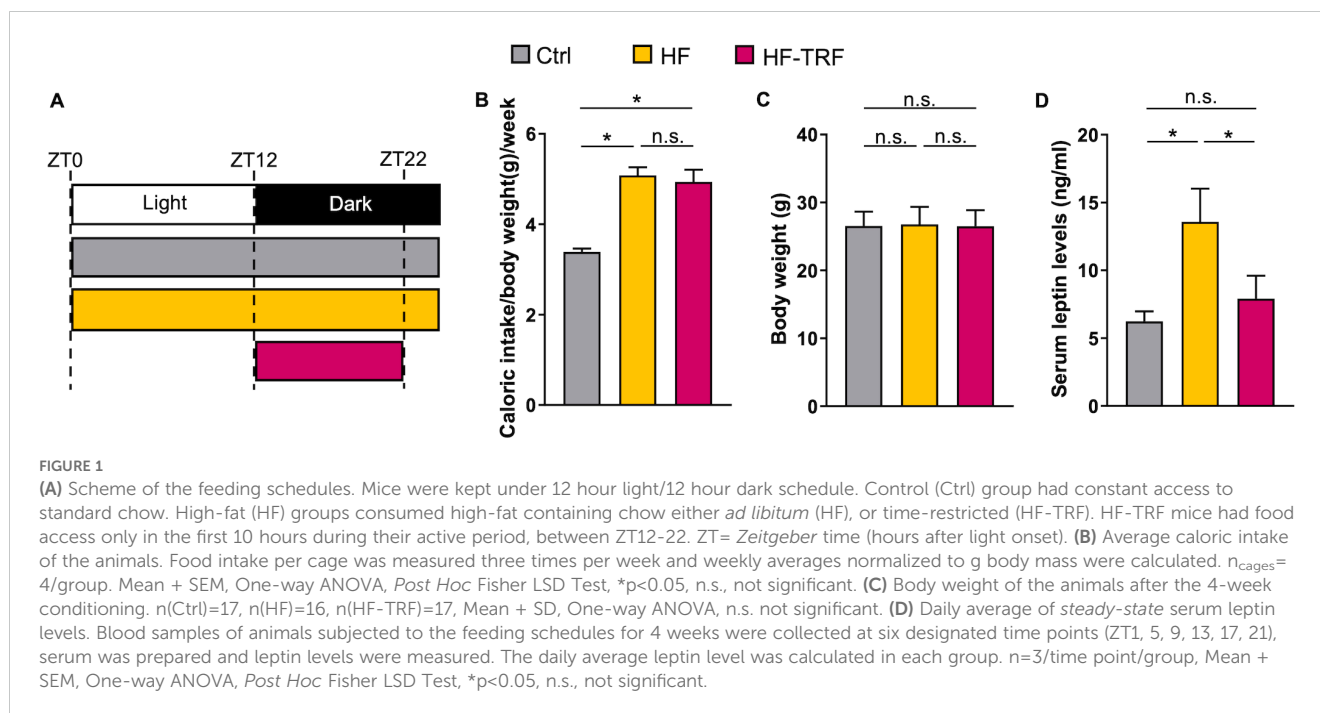 Ctrl HF HF-TRF
A
ZT0 ZT12 ZT22
Light Dark
B
Caloric intake/body weight(g)/week
6
4
2
0
*
* n.s.
C
Body weight (g)
40
30
20
10
0
n.s.
n.s. n.s.
D
Serum leptin levels (ng/ml)
20
15
10
5
0
n.s.
* *
FIGURE 1
(A) Scheme of the feeding schedules. Mice were kept under 12 hour light/12 hour dark schedule. Control (Ctrl) group had constant access to
standard chow. High-fat (HF) groups consumed high-fat containing chow either ad libitum (HF), or time-restricted (HF-TRF). HF-TRF mice had food
access only in the first 10 hours during their active period, between ZT12-22. ZT= Zeitgeber time (hours after light onset). (B) Average caloric intake
of the animals. Food intake per cage was measured three times per week and weekly averages normalized to g body mass were calculated. ncages=
4/group. Mean + SEM, One-way ANOVA, Post Hoc Fisher LSD Test, *p<0.05, n.s., not significant. (C) Body weight of the animals after the 4-week
conditioning. n(Ctrl)=17, n(HF)=16, n(HF-TRF)=17, Mean + SD, One-way ANOVA, n.s. not significant. (D) Daily average of steady-state serum leptin
levels. Blood samples of animals subjected to the feeding schedules for 4 weeks were collected at six designated time points (ZT1, 5, 9, 13, 17, 21),
serum was prepared and leptin levels were measured. The daily average leptin level was calculated in each group. n=3/time point/group, Mean +
SEM, One-way ANOVA, Post Hoc Fisher LSD Test, *p<0.05, n.s., not significant.